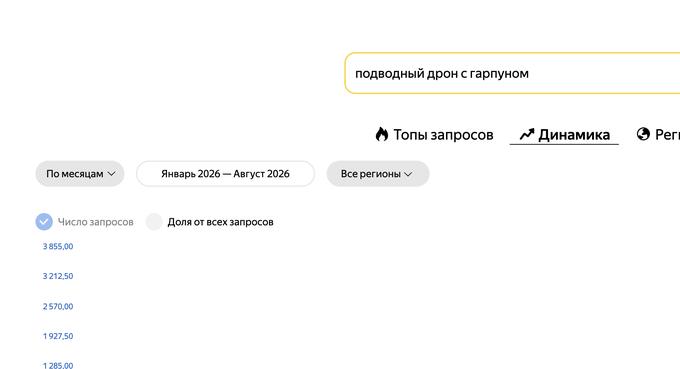 подводный дрон с гарпуном
Топы запросов Динамика
По месяцам Январь 2026 — Август 2026 Все регионы
Число запросов Доля от всех запросов
3 855,00
3 212,50
2 570,00
1 927,50
1 285,00